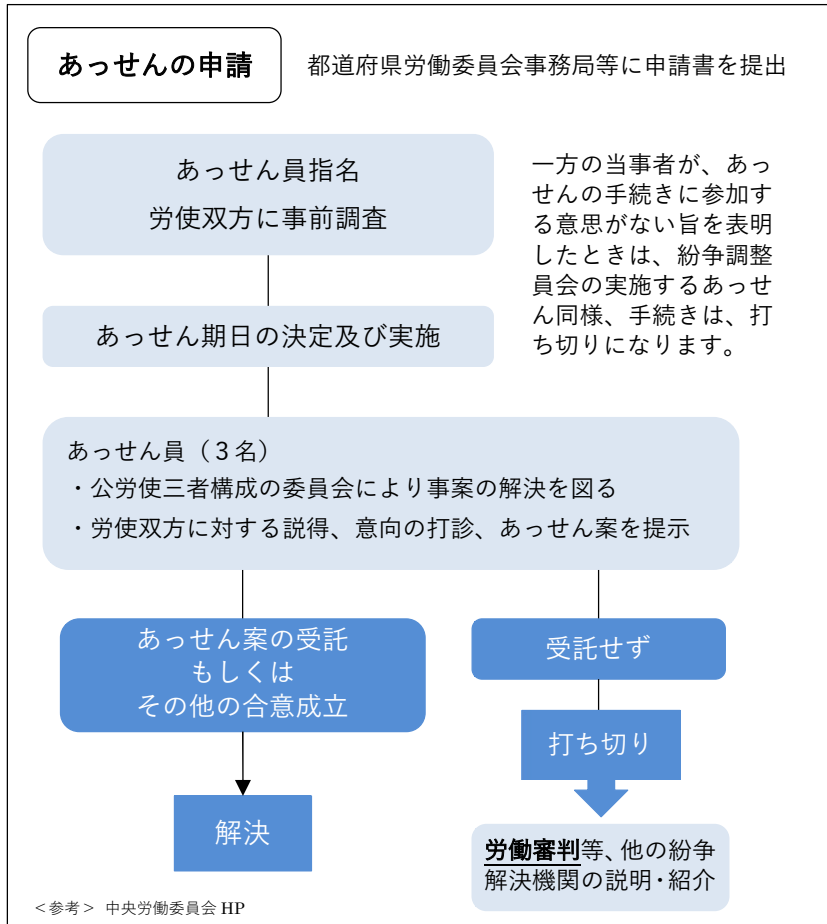 あっせんの申請
都道府県労働委員会事務局等に申請書を提出
あっせん員指名
労使双方に事前調査
一方の当事者が、あっ
せんの手続きに参加す
る意思がない旨を表明
したときは、紛争調整
員会の実施するあっせ
ん同様、手続きは、打
ち切りになります。
あっせん期日の決定及び実施
あっせん員（３名）
・公労使三者構成の委員会により事案の解決を図る
・労使双方に対する説得、意向の打診、あっせん案を提示
あっせん案の受託
もしくは
その他の合意成立
受託せず
打ち切り
解決
労働審判等、他の紛争
解決機関の説明・紹介
＜参考＞ 中央労働委員会 HP